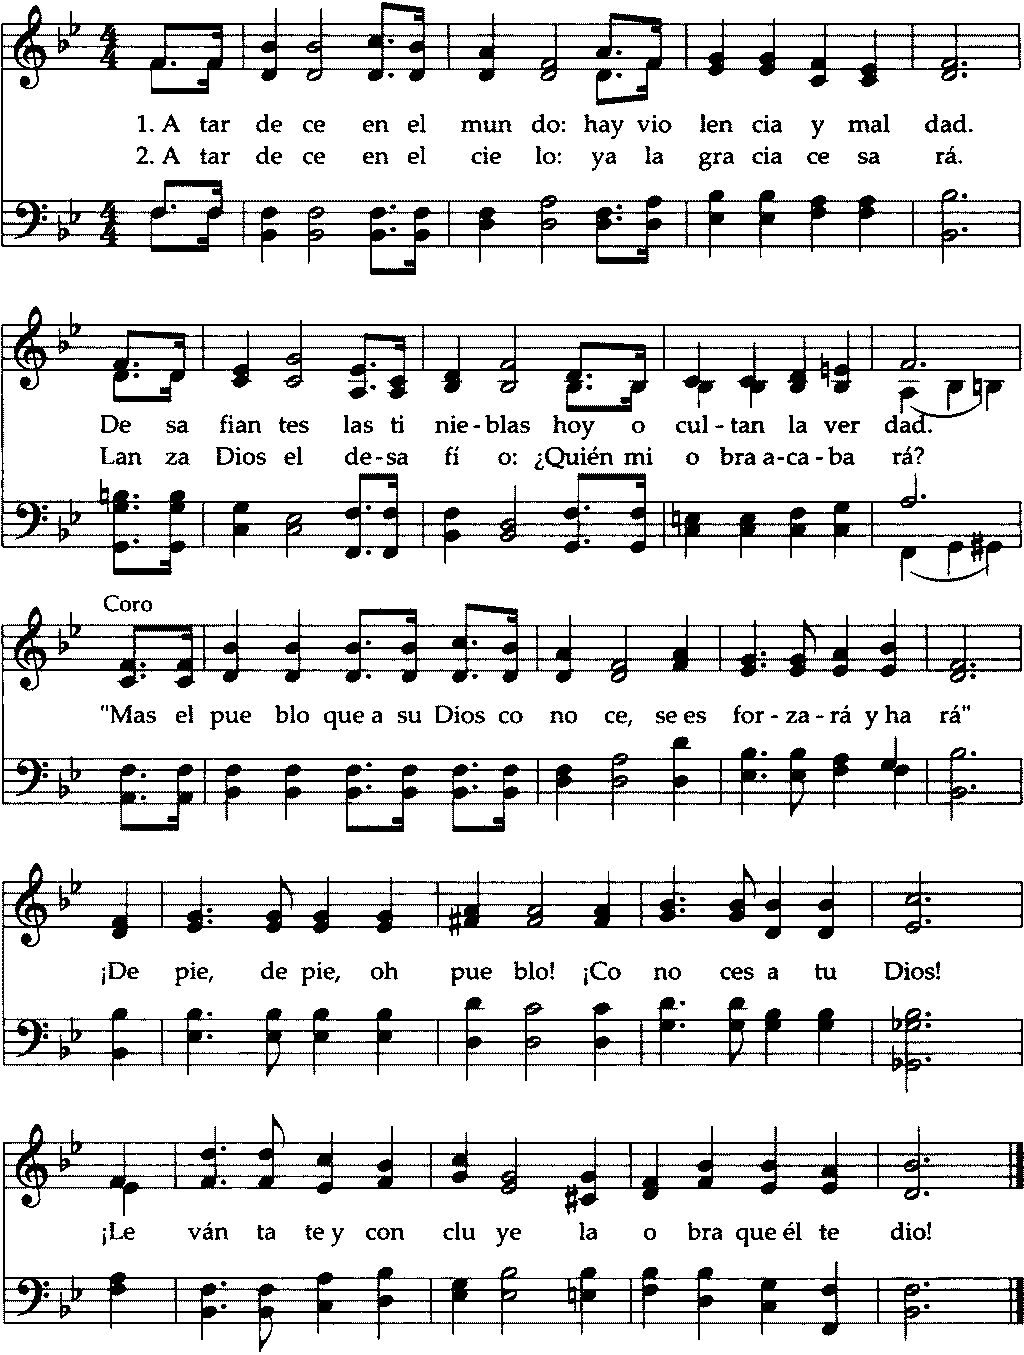 1. A tar de ce en el mun do: hay vio len cia y mal dad.
2. A tar de ce en el cie lo: ya la gra cia ce sa rá.
De sa fian tes las ti nie - blas hoy o cul - tan la ver dad.
Lan za Dios el de - sa fí o: ¿Quién mi o bra a - ca - ba rá?
Coro
"Mas el pue blo que a su Dios co no ce, se es for - za - rá y ha rá"
¡De pie, de pie, oh pue blo! ¡Co no ces a tu Dios!
¡Le ván ta te y con clu ye la o bra que él te dio!